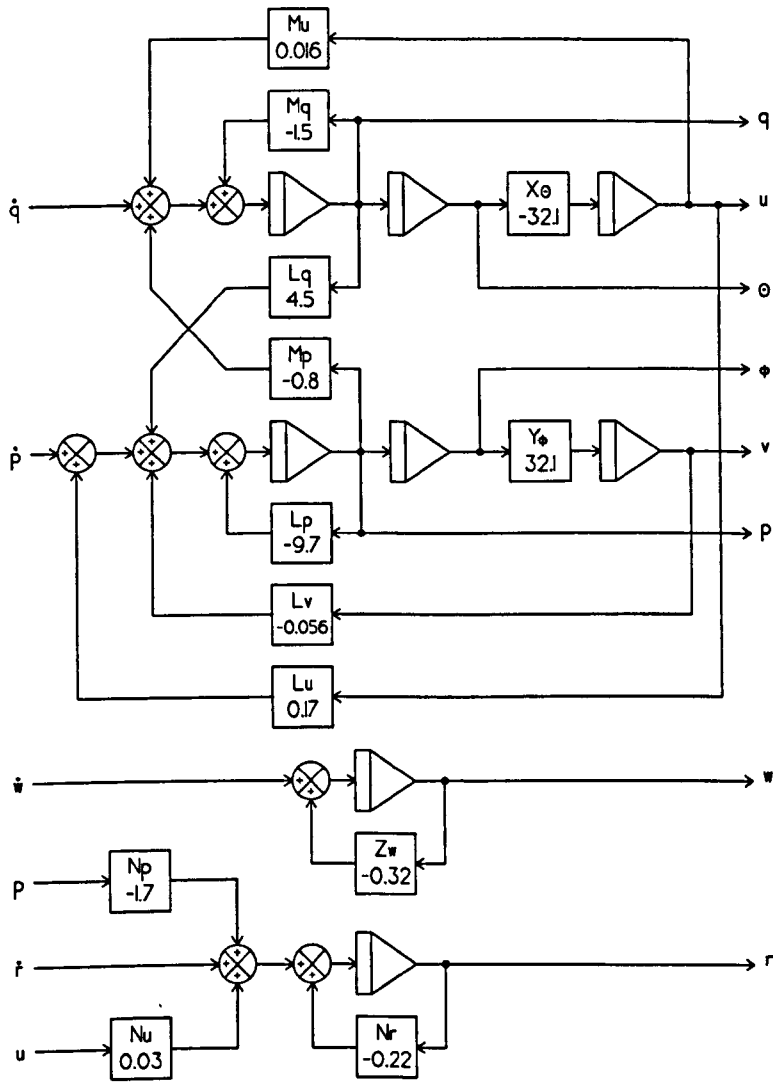 Mu
0.016
Mq
-1.5
q
q̇
XΘ
-32.1
u
Lq
4.5
Θ
Mp
-0.8
ϕ
ṗ
Yϕ
32.1
v
Lp
-9.7
p
Lv
-0.056
Lu
0.17
ẇ
w
Zw
-0.32
p
Np
-1.7
ṙ
r
u
Nu
0.03
Nr
-0.22